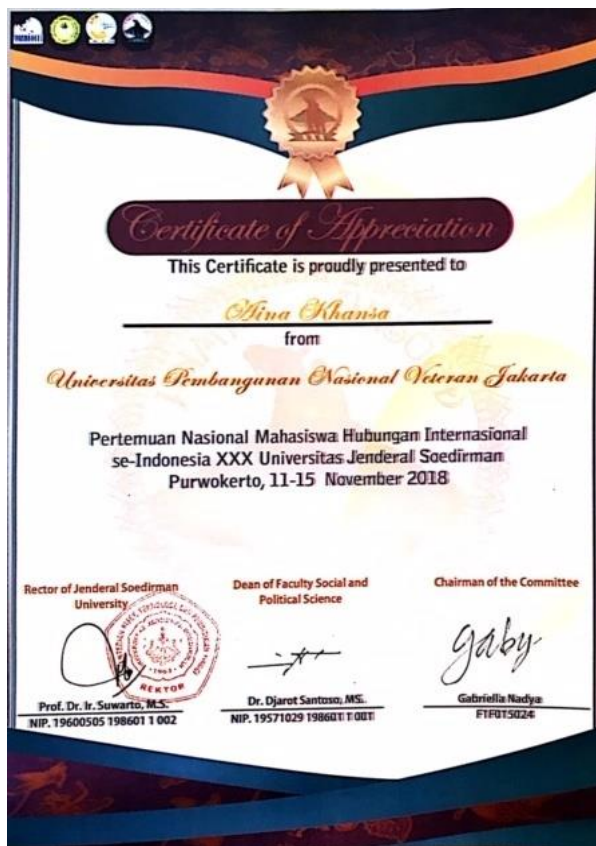 Certificate of Appreciation
This Certificate is proudly presented to
Aina Khansa
from
Universitas Pembangunan Nasional Veteran Jakarta
Pertemuan Nasional Mahasiswa Hubungan Internasional
se-Indonesia XXX Universitas Jenderal Soedirman
Purwokerto, 11-15 November 2018
Rector of Jenderal Soedirman
University
REKTOR
Prof. Dr. Ir. Suwarto, M.S.
NIP. 19600505 198601 1 002
Dean of Faculty Social and
Political Science
Dr. Djarot Santoso, MS.
NIP. 19571029 198601 1 001
Chairman of the Committee
gaby
Gabriella Nadya
F1F015024